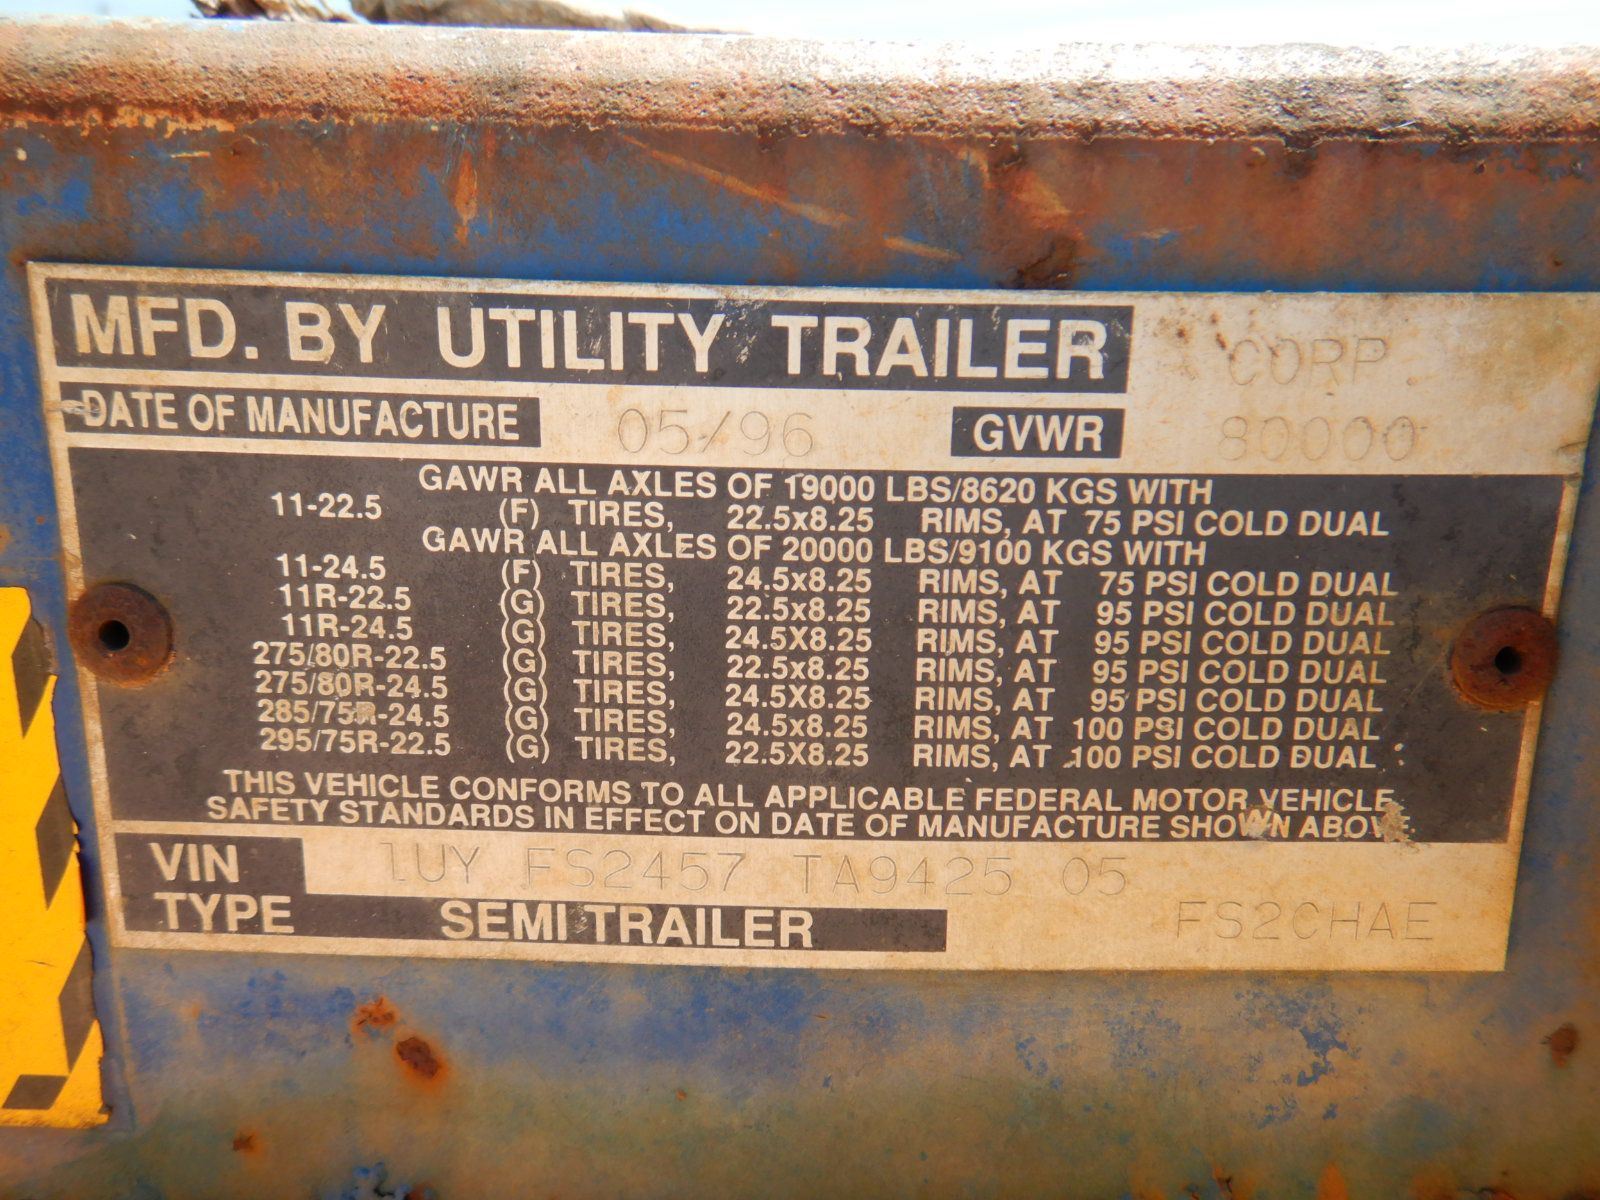 MFD. BY UTILITY TRAILER CORP
DATE OF MANUFACTURE 05/96 GVWR 80000
GAWR ALL AXLES OF 19000 LBS/8620 KGS WITH
11-22.5 (F) TIRES, 22.5x8.25 RIMS, AT 75 PSI COLD DUAL
GAWR ALL AXLES OF 20000 LBS/9100 KGS WITH
11-24.5 (F) TIRES, 24.5x8.25 RIMS, AT 75 PSI COLD DUAL
11R-22.5 (G) TIRES, 22.5x8.25 RIMS, AT 95 PSI COLD DUAL
11R-24.5 (G) TIRES, 24.5X8.25 RIMS, AT 95 PSI COLD DUAL
275/80R-22.5 (G) TIRES, 22.5x8.25 RIMS, AT 95 PSI COLD DUAL
275/80R-24.5 (G) TIRES, 24.5X8.25 RIMS, AT 95 PSI COLD DUAL
285/75R-24.5 (G) TIRES, 24.5x8.25 RIMS, AT 100 PSI COLD DUAL
295/75R-22.5 (G) TIRES, 22.5X8.25 RIMS, AT 100 PSI COLD DUAL
THIS VEHICLE CONFORMS TO ALL APPLICABLE FEDERAL MOTOR VEHICLE
SAFETY STANDARDS IN EFFECT ON DATE OF MANUFACTURE SHOWN ABOVE.
VIN 1UY FS2457 TA9425 05
TYPE SEMITRAILER FS2CHAE